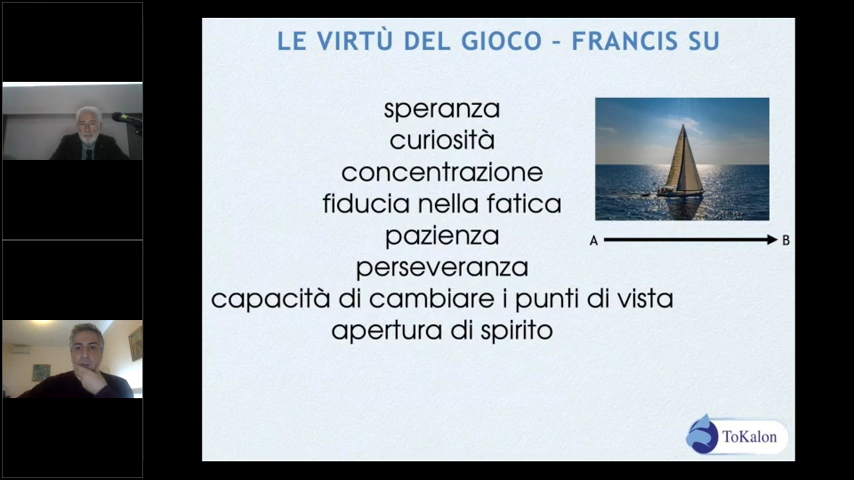 LE VIRTÙ DEL GIOCO – FRANCIS SU
speranza
curiosità
concentrazione
fiducia nella fatica
pazienza
perseveranza
capacità di cambiare i punti di vista
apertura di spirito
A B
ToKalon